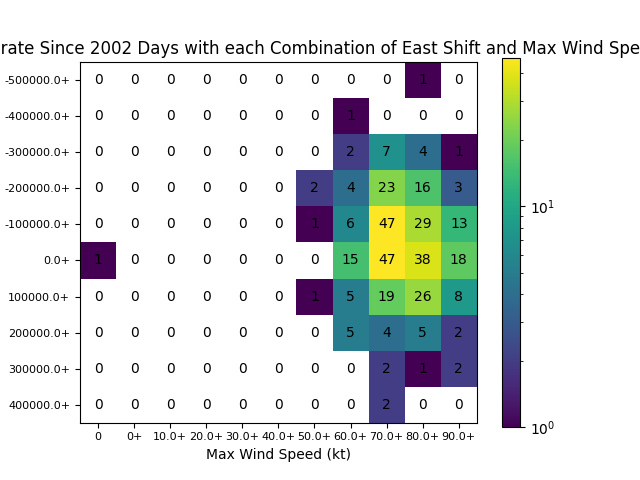 rate Since 2002 Days with each Combination of East Shift and Max Wind Spe
-500000.0+ 0 0 0 0 0 0 0 0 0 1 0
-400000.0+ 0 0 0 0 0 0 0 1 0 0 0
-300000.0+ 0 0 0 0 0 0 0 2 7 4 1
-200000.0+ 0 0 0 0 0 0 2 4 23 16 3
-100000.0+ 0 0 0 0 0 0 1 6 47 29 13
0.0+ 1 0 0 0 0 0 0 15 47 38 18
100000.0+ 0 0 0 0 0 0 1 5 19 26 8
200000.0+ 0 0 0 0 0 0 0 5 4 5 2
300000.0+ 0 0 0 0 0 0 0 0 2 1 2
400000.0+ 0 0 0 0 0 0 0 0 2 0 0
0 0+ 10.0+ 20.0+ 30.0+ 40.0+ 50.0+ 60.0+ 70.0+ 80.0+ 90.0+
Max Wind Speed (kt)
10¹
10⁰